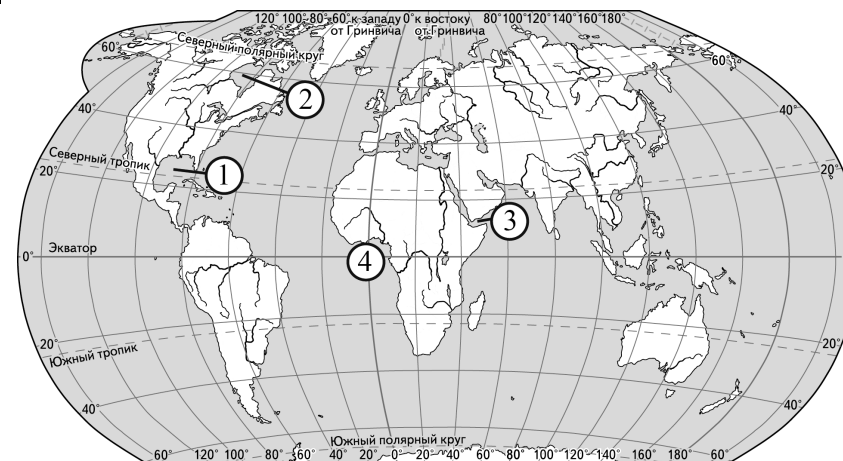 120° 100° 80° 60° к западу 0° к востоку 80° 100° 120° 140° 160° 180°
от Гринвича от Гринвича
Северный полярный круг
60° 60°
2
40° 40°
Северный тропик
1
20° 20°
3
Экватор
0°
4
20° 20°
Южный тропик
40° 40°
Южный полярный круг
60° 120° 100° 80° 60° 40° 20° 0° 20° 40° 60° 80° 100° 120° 140° 160° 180° 60°